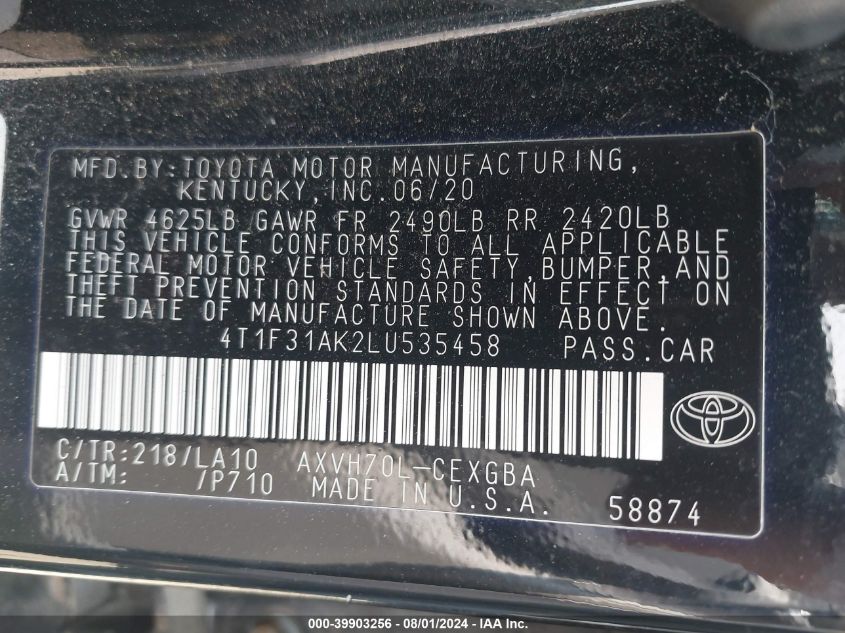 MFD.BY:TOYOTA MOTOR MANUFACTURING,
KENTUCKY,INC.06/20
GVWR 4625LB GAWR FR 2490LB RR 2420LB
THIS VEHICLE CONFORMS TO ALL APPLICABLE
FEDERAL MOTOR VEHICLE SAFETY,BUMPER,AND
THEFT PREVENTION STANDARDS IN EFFECT ON
THE DATE OF MANUFACTURE SHOWN ABOVE.
4T1F31AK2LU535458 PASS.CAR
C/TR:218/LA10 AXVH70L-CEXGBA
A/TM: /P710 MADE IN U.S.A. 58874
000-39903256 - 08/01/2024 - IAA Inc.